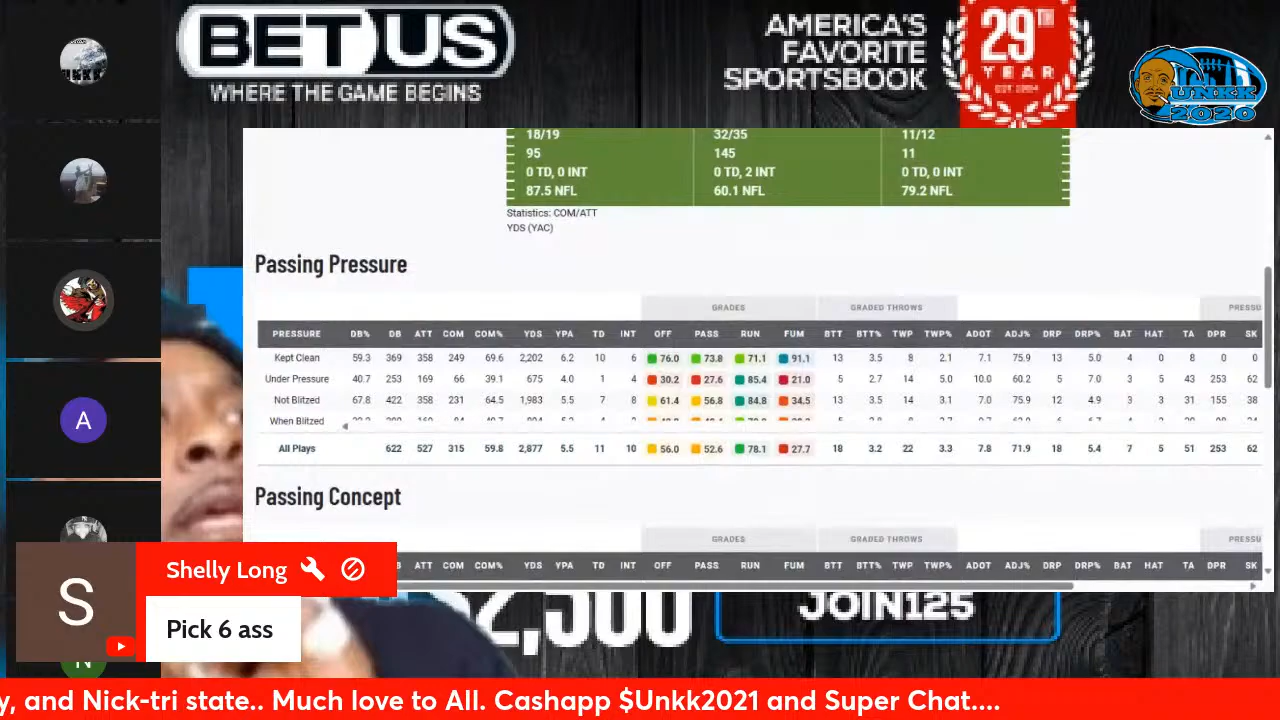 BETUS
WHERE THE GAME BEGINS
AMERICA'S
FAVORITE
SPORTSBOOK
29TH
YEAR
EST 1994
UNKK
2020
18/19 32/35 11/12
95 145 11
0 TD, 0 INT 0 TD, 2 INT 0 TD, 0 INT
87.5 NFL 60.1 NFL 79.2 NFL
Statistics: COM/ATT
YDS (YAC)
Passing Pressure
GRADES GRADED THROWS PRESSU
PRESSURE DB% DB ATT COM COM% YDS YPA TD INT OFF PASS RUN FUM BTT BTT% TWP TWP% ADOT ADJ% DRP DRP% BAT HAT TA DPR SK
Kept Clean 59.3 369 358 249 69.6 2,202 6.2 10 6 76.0 73.8 71.1 91.1 13 3.5 8 2.1 7.1 75.9 13 5.0 4 0 8 0 0
Under Pressure 40.7 253 169 66 39.1 675 4.0 1 4 30.2 27.6 85.4 21.0 5 2.7 14 5.0 10.0 60.2 5 7.0 3 5 43 253 62
Not Blitzed 67.8 422 358 231 64.5 1,983 5.5 7 8 61.4 56.8 84.8 34.5 13 3.5 14 3.1 7.0 75.9 12 4.9 3 3 31 155 38
When Blitzed
All Plays 622 527 315 59.8 2,877 5.5 11 10 56.0 52.6 78.1 27.7 18 3.2 22 3.3 7.8 71.9 18 5.4 7 5 51 253 62
Passing Concept
GRADES GRADED THROWS PRESSU
ATT COM COM% YDS YPA TD INT OFF PASS RUN FUM BTT BTT% TWP TWP% ADOT ADJ% DRP DRP% BAT HAT TA DPR SK
A
S
Shelly Long
Pick 6 ass
N
JOIN125
y, and Nick-tri state.. Much love to All. Cashapp $Unkk2021 and Super Chat....